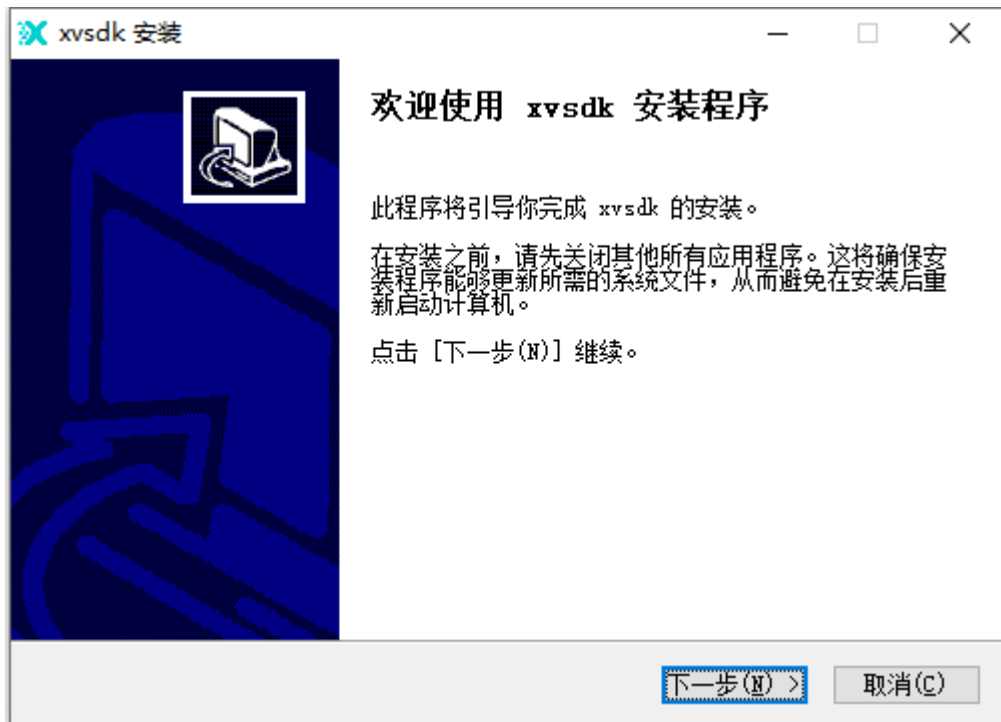 xvsdk 安装
欢迎使用 xvsdk 安装程序
此程序将引导你完成 xvsdk 的安装。
在安装之前，请先关闭其他所有应用程序。这将确保安
装程序能够更新所需的系统文件，从而避免在安装后重
新启动计算机。
点击 [下一步(N)] 继续。
下一步(N) > 取消(C)